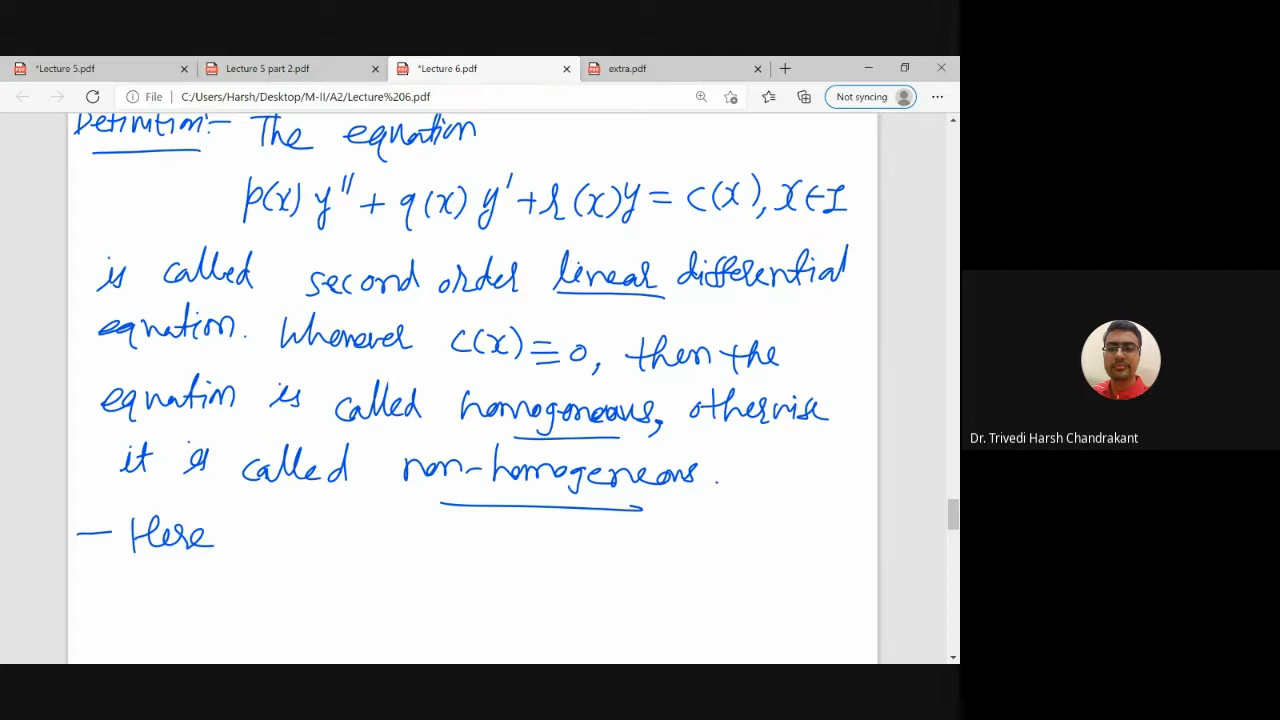 *Lecture 5.pdf
Lecture 5 part 2.pdf
*Lecture 6.pdf
extra.pdf
File
C:/Users/Harsh/Desktop/M-II/A2/Lecture%206.pdf
Not syncing
Definition:- The equation
p(x) y'' + q(x) y' + r(x)y = c(x), x∈I
is called second order linear differential
equation. Whenever c(x) ≡ 0, then the
equation is called homogeneous, otherwise
it is called non-homogeneous.
— Here
Dr. Trivedi Harsh Chandrakant